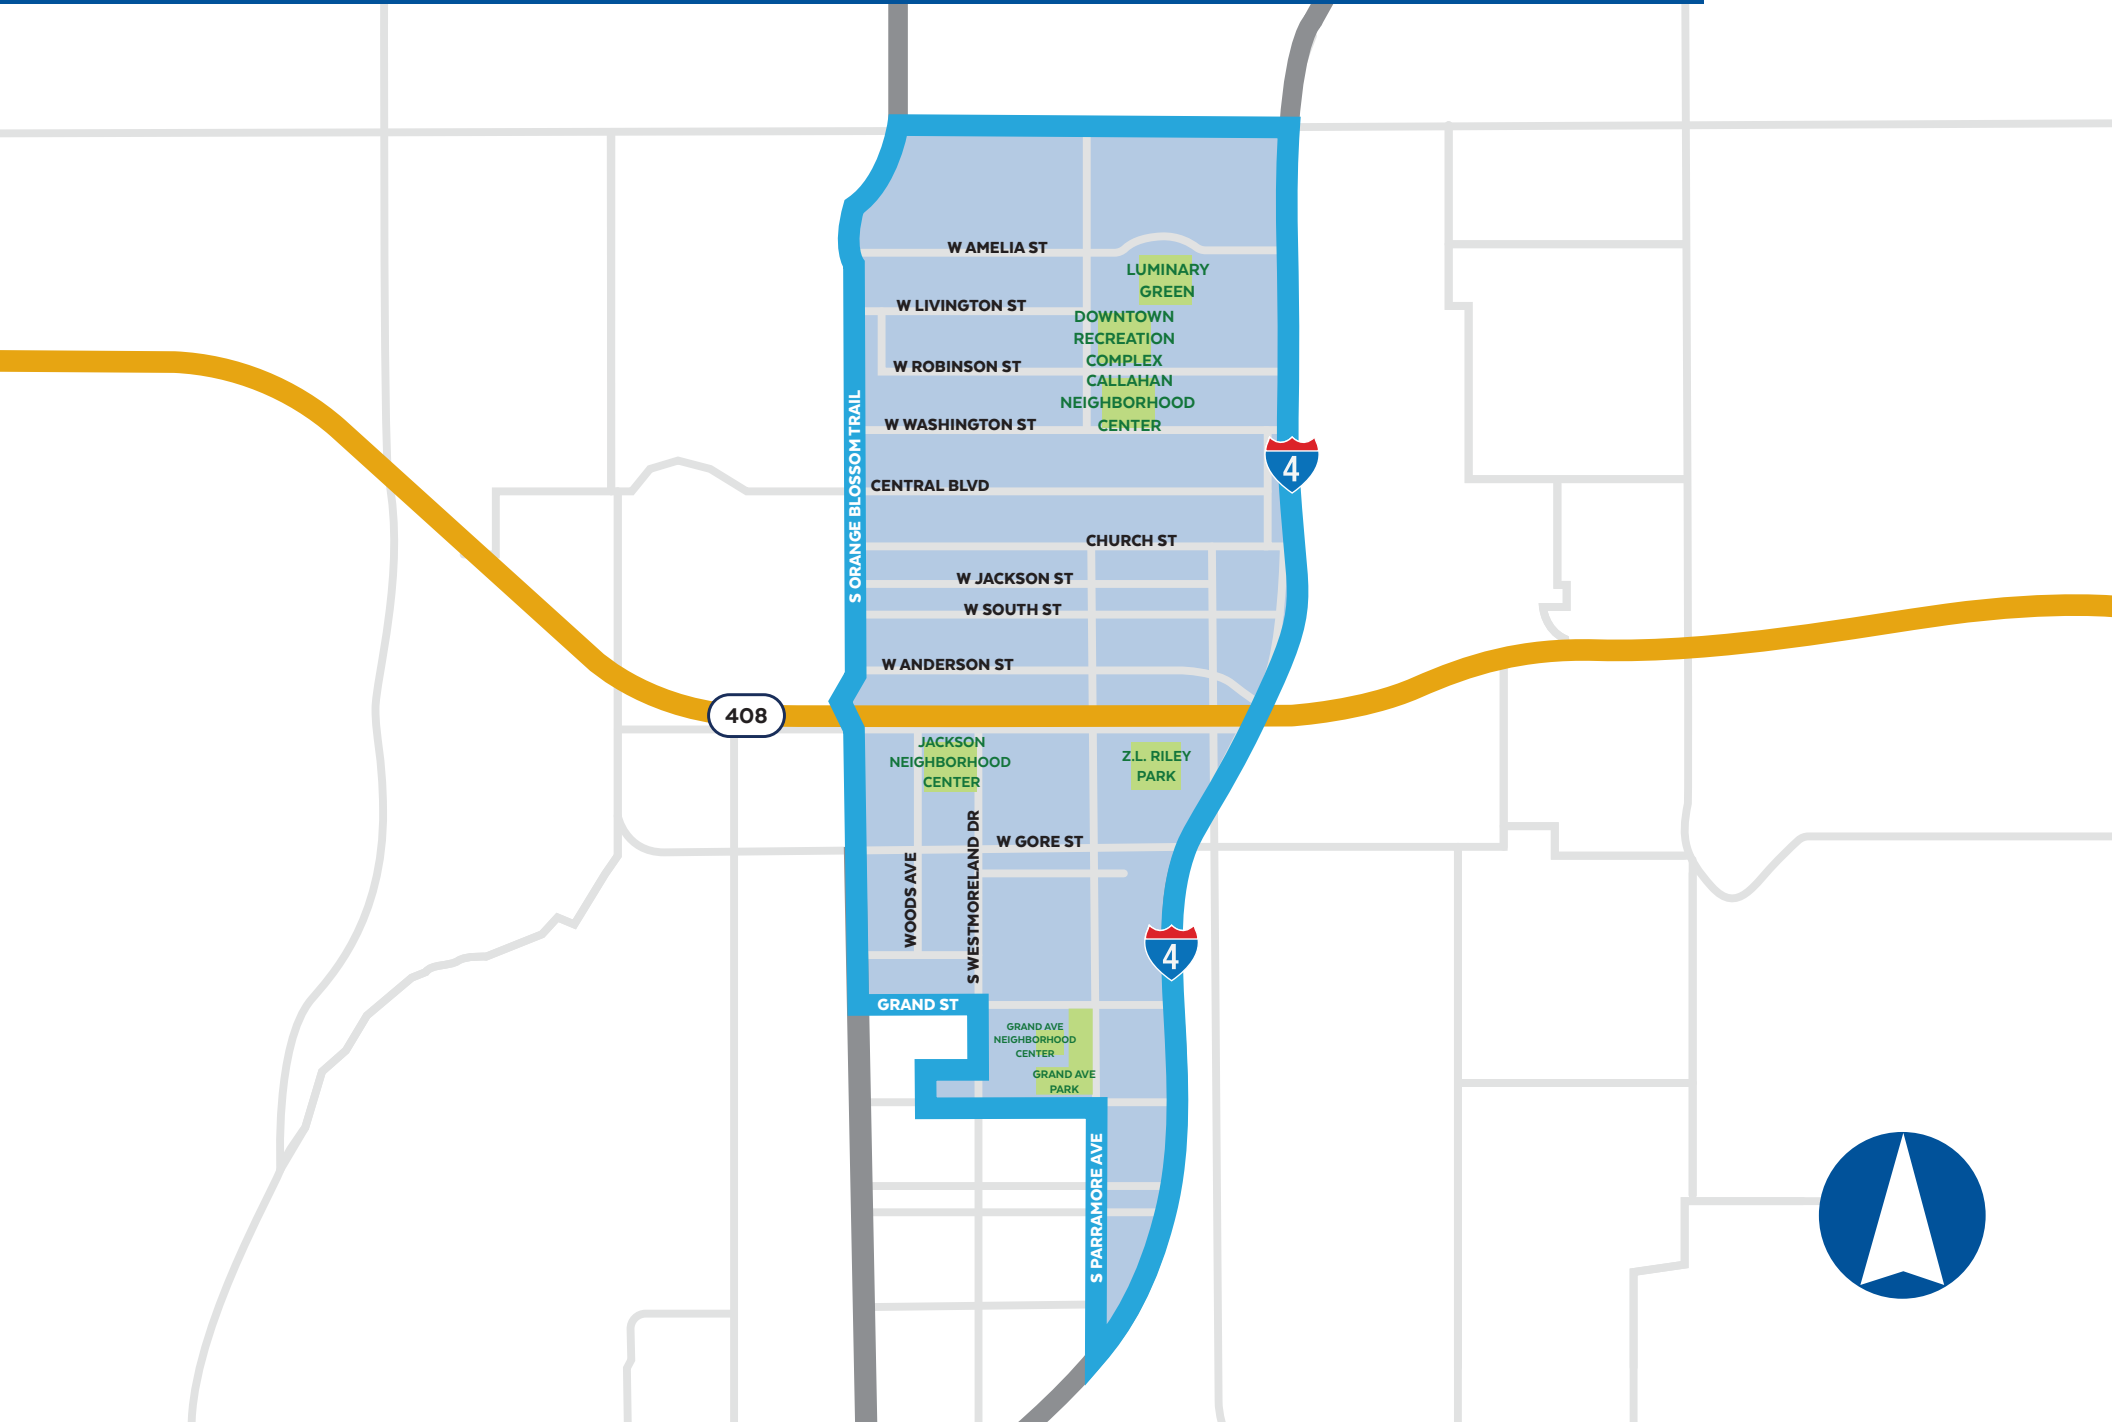 W AMELIA ST
LUMINARY
GREEN
W LIVINGTON ST
DOWNTOWN
RECREATION
COMPLEX
W ROBINSON ST
CALLAHAN
NEIGHBORHOOD
CENTER
W WASHINGTON ST
S ORANGE BLOSSOM TRAIL
4
CENTRAL BLVD
CHURCH ST
W JACKSON ST
W SOUTH ST
W ANDERSON ST
408
JACKSON
NEIGHBORHOOD
CENTER
Z.L. RILEY
PARK
W GORE ST
WOODS AVE
S WESTMORELAND DR
4
GRAND ST
GRAND AVE
NEIGHBORHOOD
CENTER
GRAND AVE
PARK
S PARRAMORE AVE